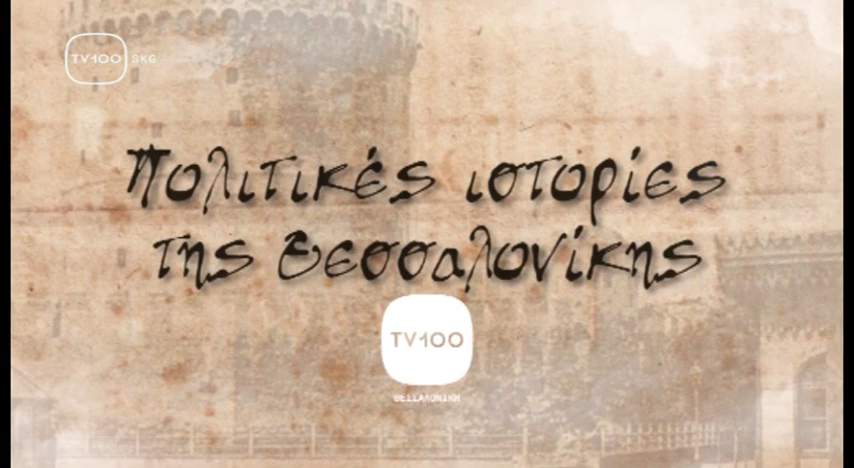 TV100 SKG
Πολιτικές ιστορίες
της Θεσσαλονίκης
TV100
ΘΕΣΣΑΛΟΝΙΚΗ